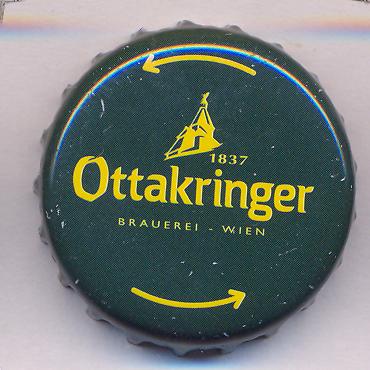 1837
Ottakringer
BRAUEREI - WIEN